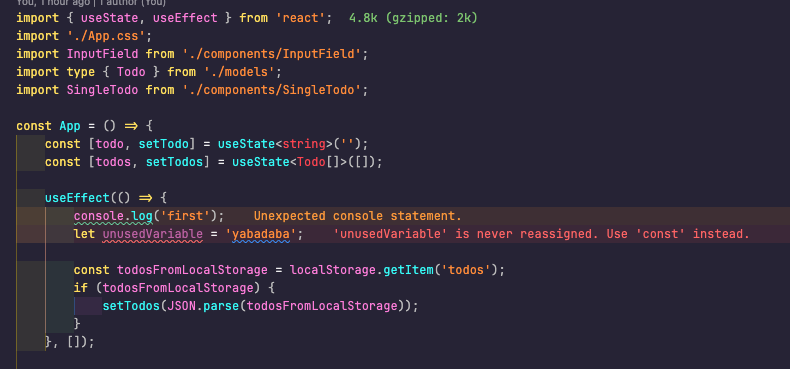 You, 1 hour ago | 1 author (You)
import { useState, useEffect } from 'react';  4.8k (gzipped: 2k)
import './App.css';
import InputField from './components/InputField';
import type { Todo } from './models';
import SingleTodo from './components/SingleTodo';

const App = () => {
    const [todo, setTodo] = useState<string>('');
    const [todos, setTodos] = useState<Todo[]>([]);

    useEffect(() => {
        console.log('first');    Unexpected console statement.
        let unusedVariable = 'yabadaba';    'unusedVariable' is never reassigned. Use 'const' instead.

        const todosFromLocalStorage = localStorage.getItem('todos');
        if (todosFromLocalStorage) {
            setTodos(JSON.parse(todosFromLocalStorage));
        }
    }, []);